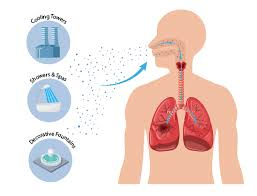 Cooling Towers
Showers & Spas
Decorative Fountains